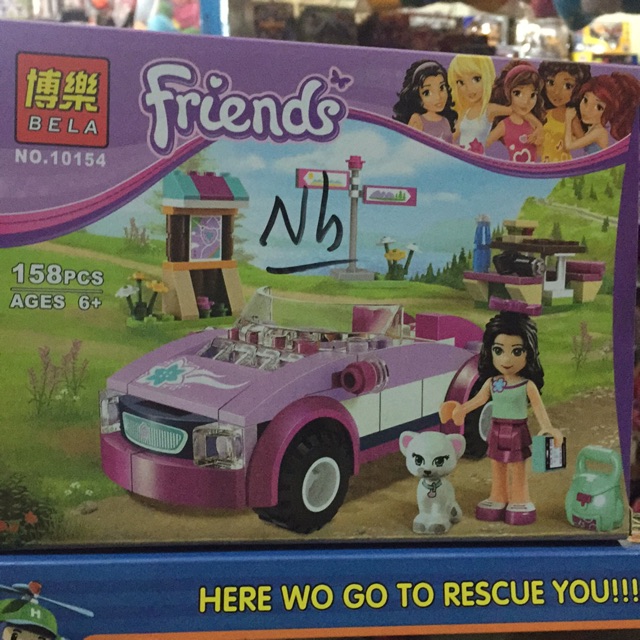 博樂
BELA
NO.10154
Friends
Nh
158PCS
AGES 6+
HERE WO GO TO RESCUE YOU!!!
H